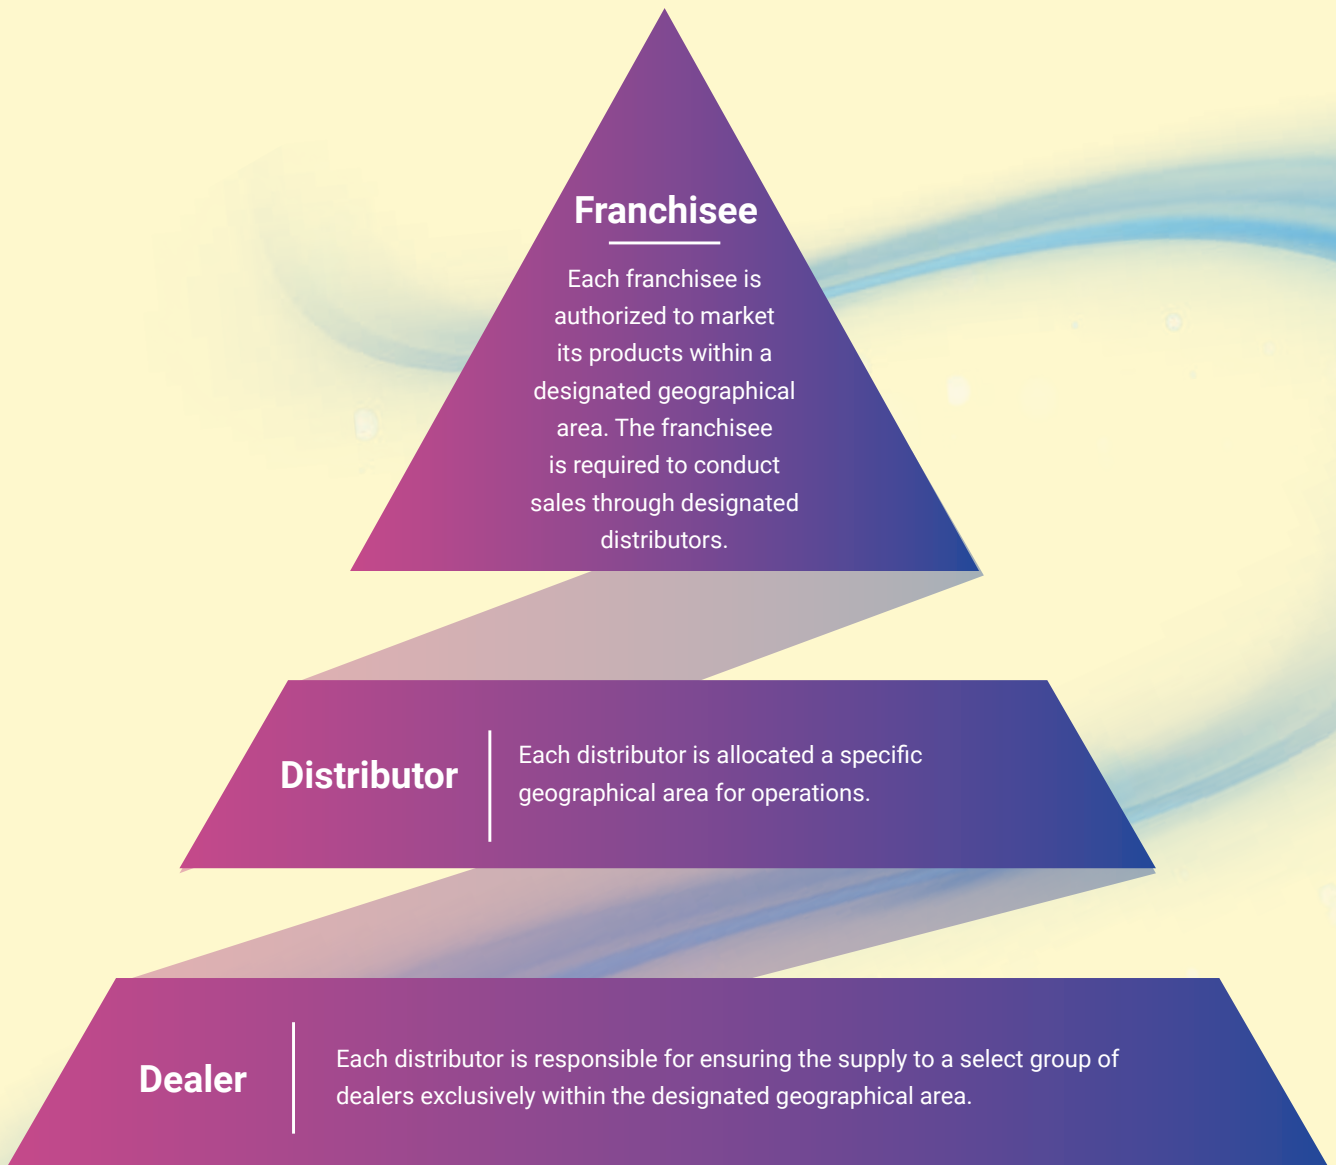 Franchisee
Each franchisee is
authorized to market
its products within a
designated geographical
area. The franchisee
is required to conduct
sales through designated
distributors.
Distributor
Each distributor is allocated a specific
geographical area for operations.
Dealer
Each distributor is responsible for ensuring the supply to a select group of
dealers exclusively within the designated geographical area.